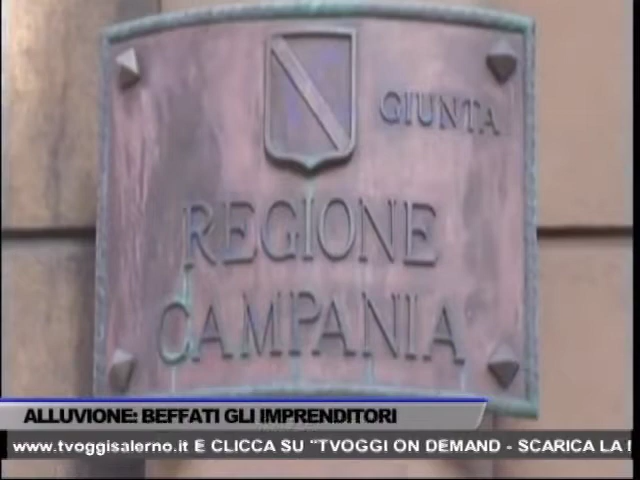 GIUNTA
REGIONE
CAMPANIA
ALLUVIONE: BEFFATI GLI IMPRENDITORI
www.tvoggisalerno.it E CLICCA SU "TVOGGI ON DEMAND - SCARICA LA